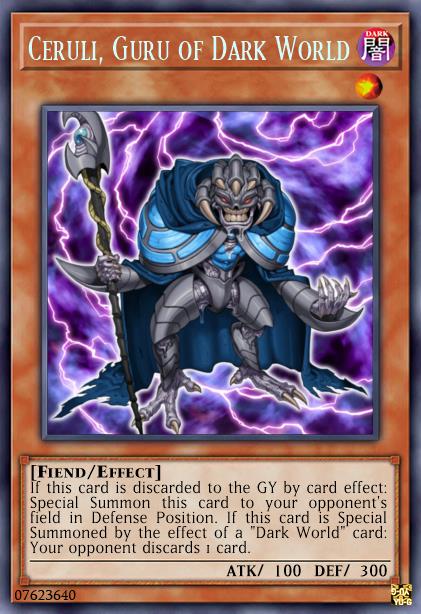 CERULI, GURU OF DARK WORLD
DARK
闇
[FIEND/EFFECT]
If this card is discarded to the GY by card effect:
Special Summon this card to your opponent's
field in Defense Position. If this card is Special
Summoned by the effect of a "Dark World" card:
Your opponent discards 1 card.
ATK/ 100 DEF/ 300
07623640